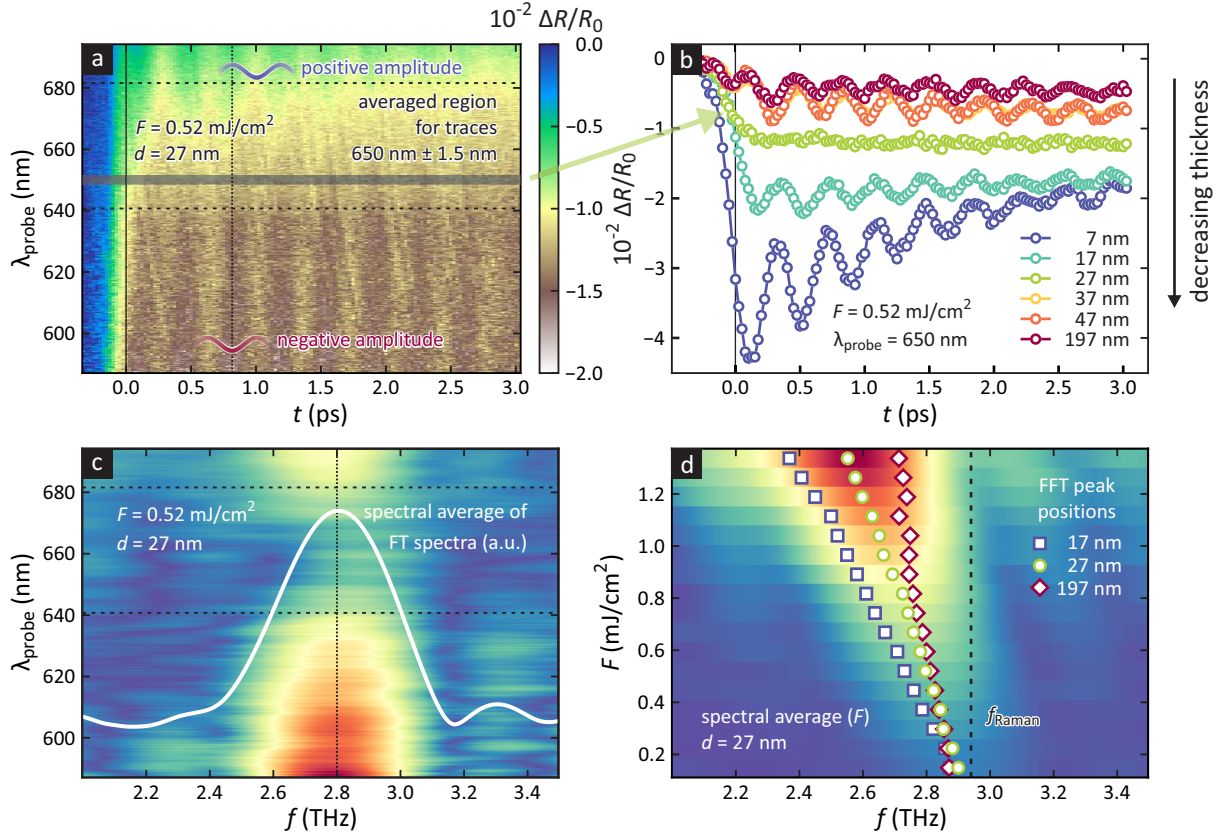 a
10⁻² ΔR/R₀
positive amplitude
averaged region
for traces
650 nm ± 1.5 nm
F = 0.52 mJ/cm²
d = 27 nm
negative amplitude
λprobe (nm)
680
660
640
620
600
0.0
0.5
1.0
1.5
2.0
2.5
3.0
t (ps)
0.0
−0.5
−1.0
−1.5
−2.0
b
10⁻² ΔR/R₀
0
−1
−2
−3
−4
F = 0.52 mJ/cm²
λprobe = 650 nm
7 nm
17 nm
27 nm
37 nm
47 nm
197 nm
0.0
0.5
1.0
1.5
2.0
2.5
3.0
t (ps)
decreasing thickness
c
F = 0.52 mJ/cm²
d = 27 nm
spectral average of
FT spectra (a.u.)
λprobe (nm)
680
660
640
620
600
2.2
2.4
2.6
2.8
3.0
3.2
3.4
f (THz)
d
FFT peak
positions
17 nm
27 nm
197 nm
fRaman
spectral average (F)
d = 27 nm
F (mJ/cm²)
1.2
1.0
0.8
0.6
0.4
0.2
2.2
2.4
2.6
2.8
3.0
3.2
3.4
f (THz)